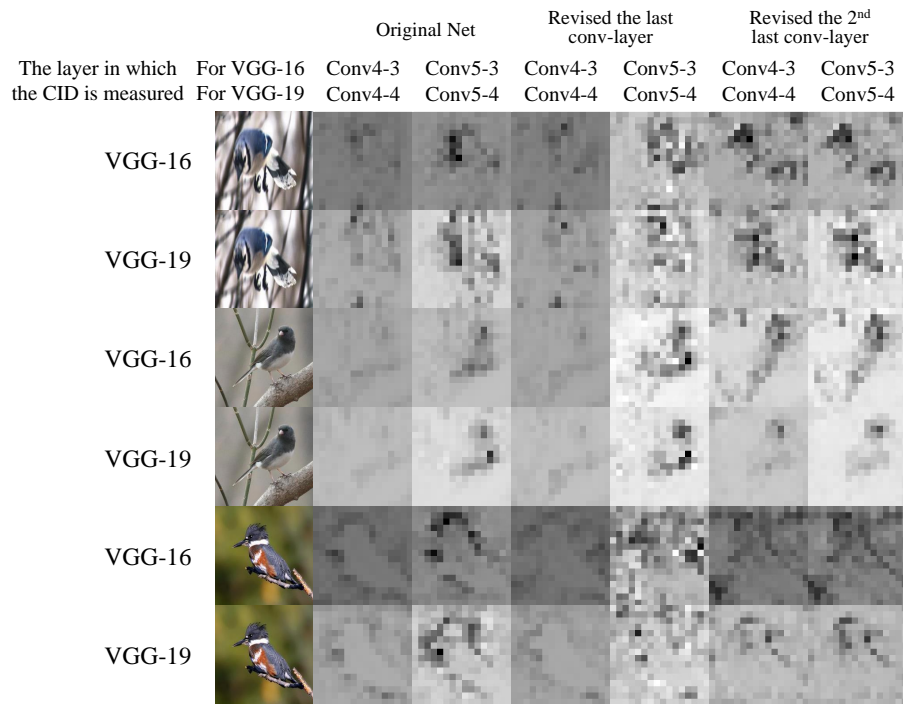 Original Net
Revised the last
conv-layer
Revised the 2nd
last conv-layer
The layer in which For VGG-16 Conv4-3 Conv5-3 Conv4-3 Conv5-3 Conv4-3 Conv5-3
the CID is measured For VGG-19 Conv4-4 Conv5-4 Conv4-4 Conv5-4 Conv4-4 Conv5-4
VGG-16
VGG-19
VGG-16
VGG-19
VGG-16
VGG-19